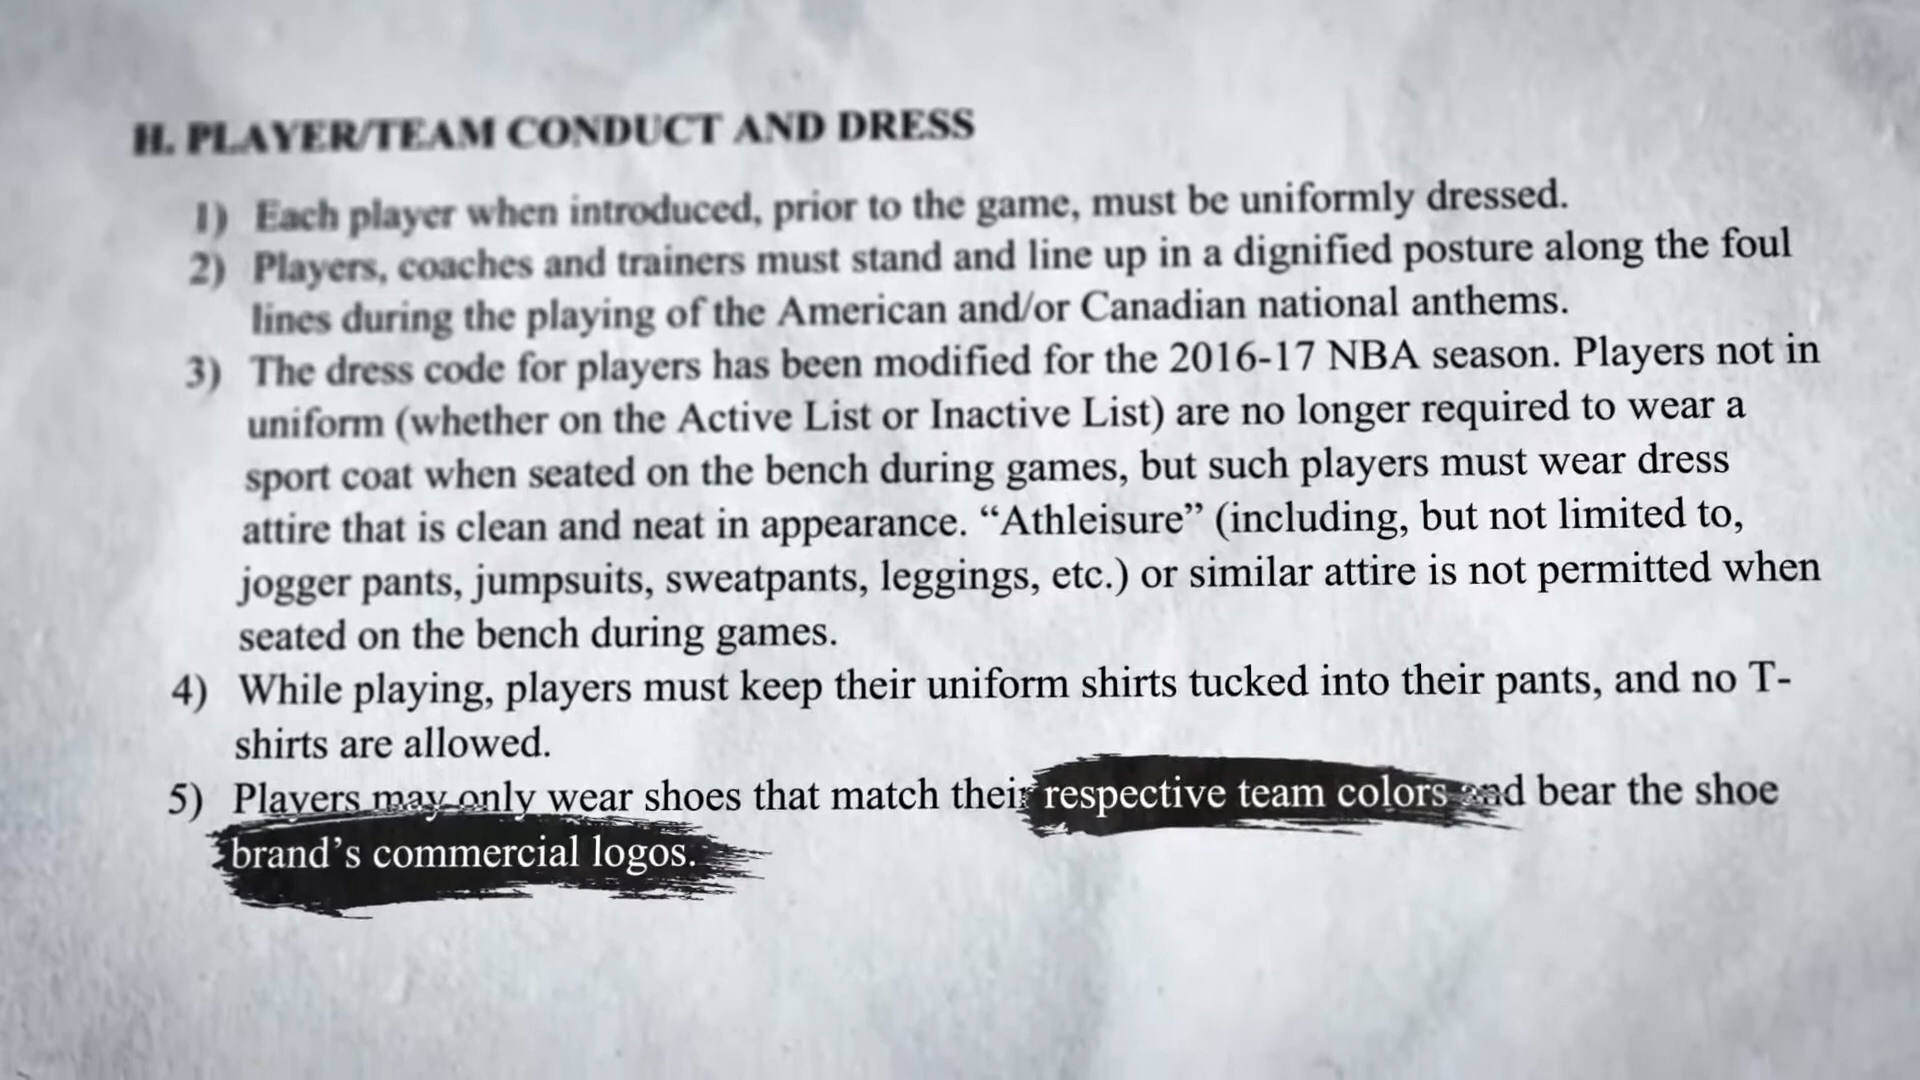 H. PLAYER/TEAM CONDUCT AND DRESS
1) Each player when introduced, prior to the game, must be uniformly dressed.
2) Players, coaches and trainers must stand and line up in a dignified posture along the foul
lines during the playing of the American and/or Canadian national anthems.
3) The dress code for players has been modified for the 2016-17 NBA season. Players not in
uniform (whether on the Active List or Inactive List) are no longer required to wear a
sport coat when seated on the bench during games, but such players must wear dress
attire that is clean and neat in appearance. “Athleisure” (including, but not limited to,
jogger pants, jumpsuits, sweatpants, leggings, etc.) or similar attire is not permitted when
seated on the bench during games.
4) While playing, players must keep their uniform shirts tucked into their pants, and no T-
shirts are allowed.
5) Players may only wear shoes that match their respective team colors and bear the shoe
brand’s commercial logos.